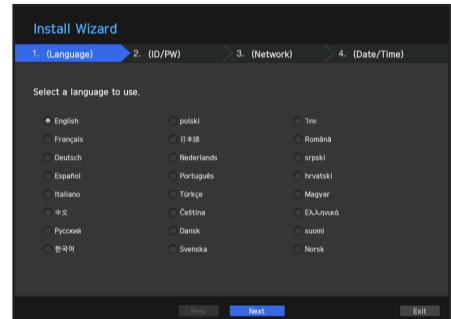 Install Wizard
1. (Language) 2. (ID/PW) 3. (Network) 4. (Date/Time)
Select a language to use.
English polski ไทย
Français 日本語 Română
Deutsch Nederlands srpski
Español Português hrvatski
Italiano Türkçe Magyar
中文 Čeština Ελληνικά
Русский Dansk suomi
한국어 Svenska Norsk
Prev Next Exit